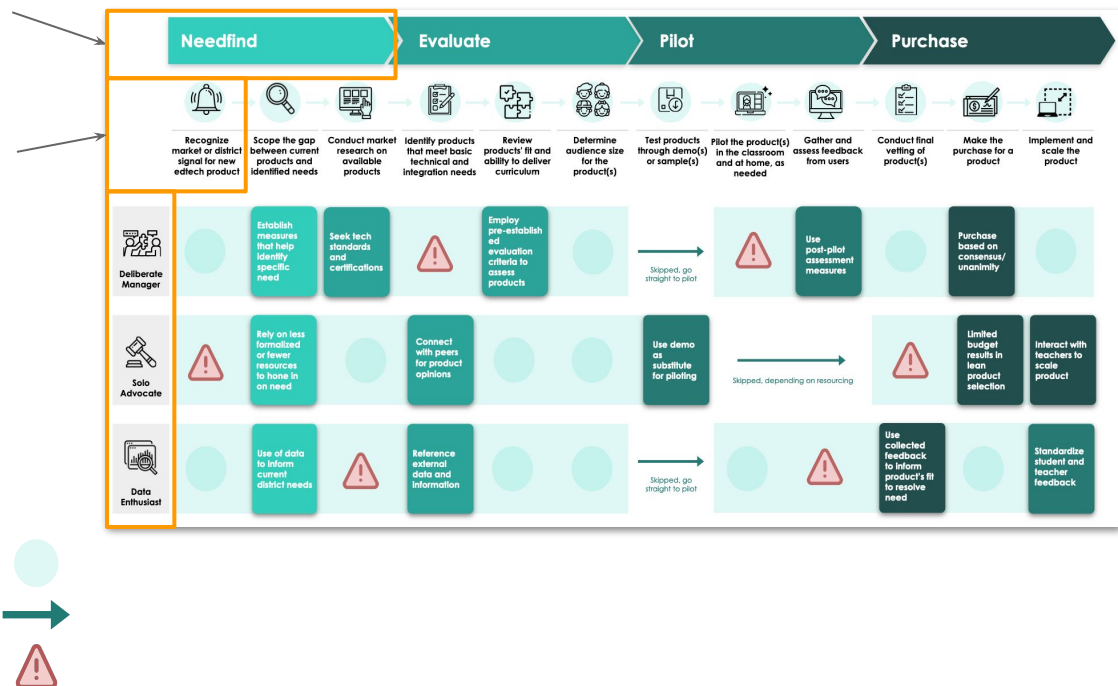 Needfind
Evaluate
Pilot
Purchase
Recognize
market or district
signal for new
edtech product
Scope the gap
between current
products and
identified needs
Conduct market
research on
available
products
Identify products
that meet basic
technical and
integration needs
Review
products' fit and
ability to deliver
curriculum
Determine
audience size
for the
product(s)
Test products
through demo(s)
or sample(s)
Pilot the product(s)
in the classroom
and at home, as
needed
Gather and
assess feedback
from users
Conduct final
vetting of
product(s)
Make the
purchase for a
product
Implement and
scale the
product
Deliberate
Manager
Establish
measures
that help
identify
specific
need
Seek tech
standards
and
certifications
Employ
pre-establish
ed
evaluation
criteria to
assess
products
Skipped, go
straight to pilot
Use
post-pilot
assessment
measures
Purchase
based on
consensus/
unanimity
Solo
Advocate
Rely on less
formalized
or fewer
resources
to hone in
on need
Connect
with peers
for product
opinions
Use demo
as
substitute
for piloting
Skipped, depending on resourcing
Limited
budget
results in
lean
product
selection
Interact with
teachers to
scale
product
Data
Enthusiast
Use of data
to inform
current
district needs
Reference
external
data and
information
Skipped, go
straight to pilot
Use
collected
feedback
to inform
product's fit
to resolve
need
Standardize
student and
teacher
feedback